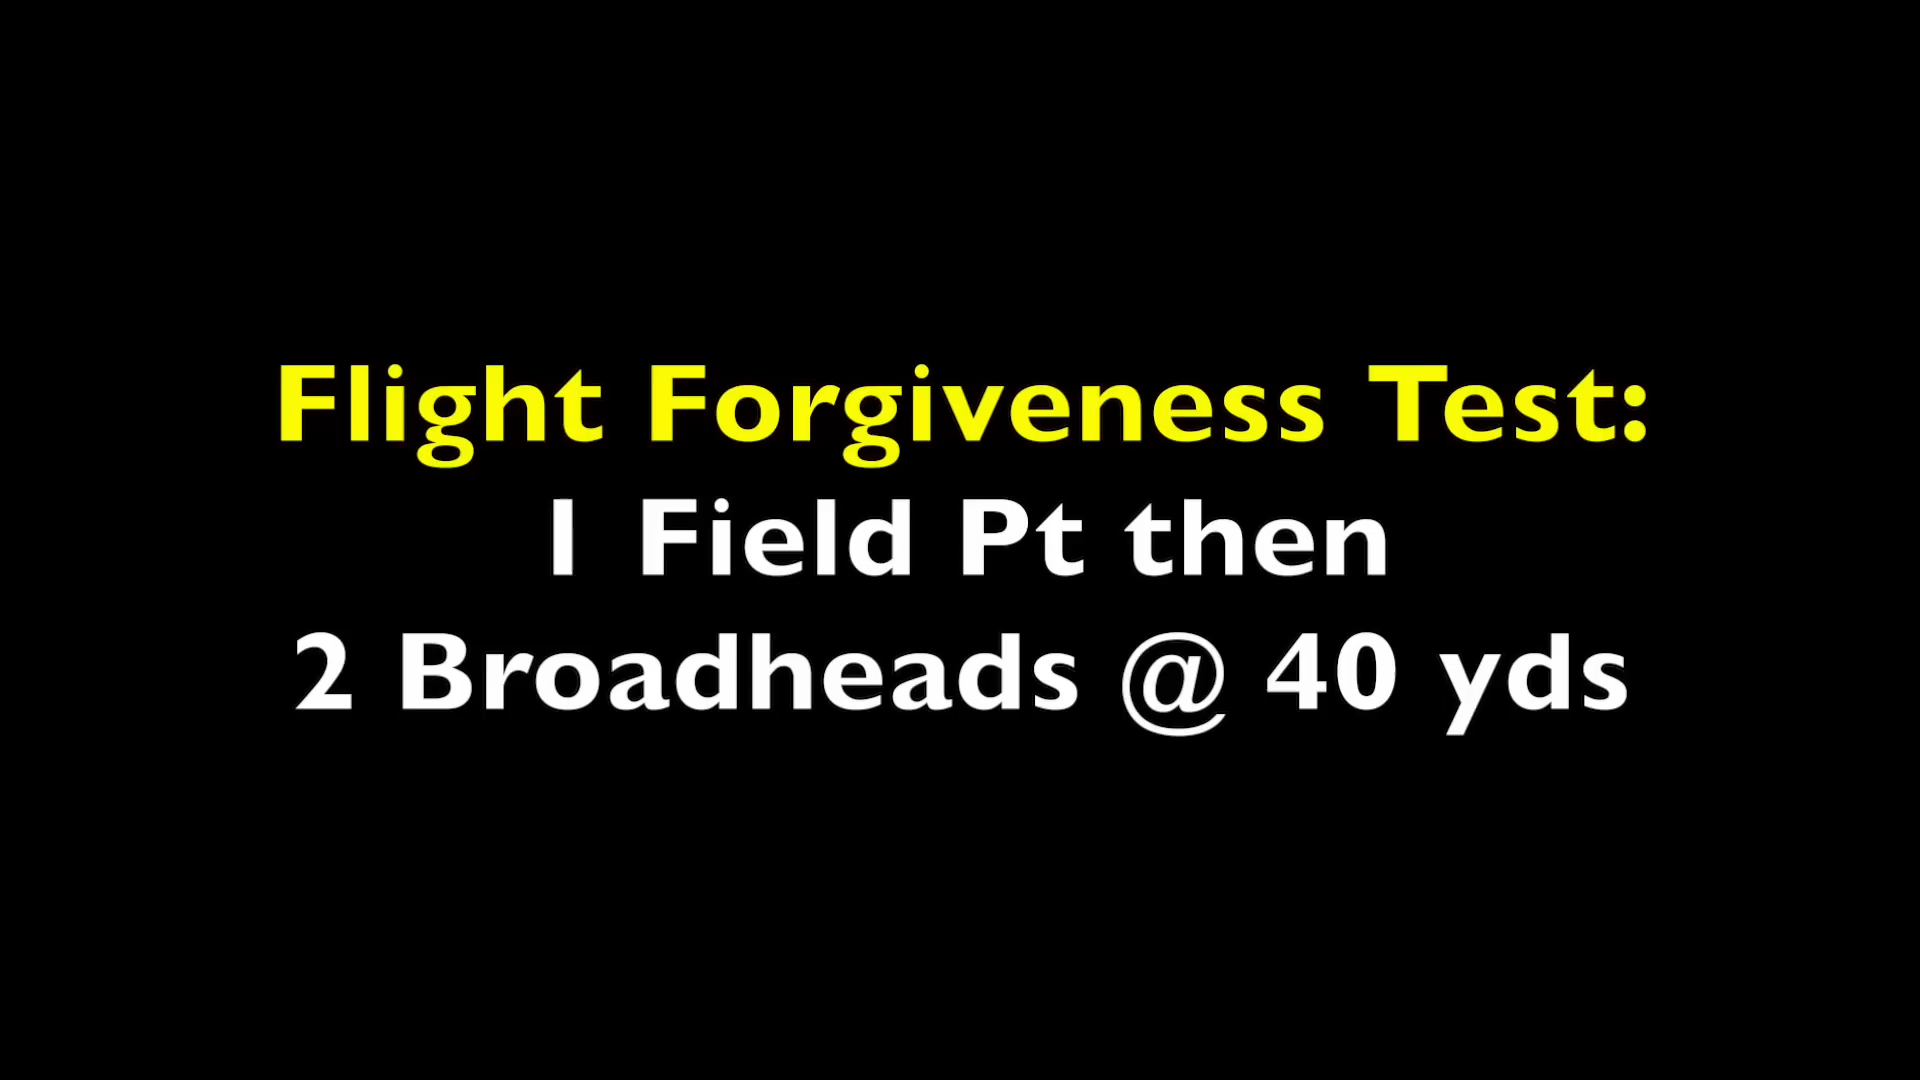 Flight Forgiveness Test:
1 Field Pt then
2 Broadheads @ 40 yds